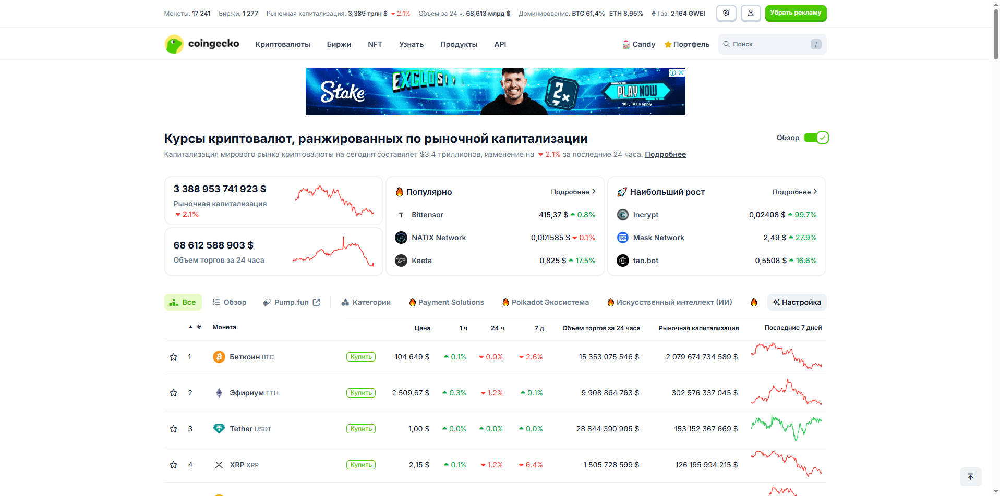 Монеты: 17 241 Биржи: 1 277 Рыночная капитализация: 3,389 трлн $ 2.1% Объём за 24 ч: 68,613 млрд $ Доминирование: BTC 61,4% ETH 8,95% Газ: 2.164 GWEI Убрать рекламу
coingecko Криптовалюты Биржи NFT Узнать Продукты API Candy Портфель Поиск /
Stake EXCLUSIV 2x PLAY NOW
18+, T&Cs apply
Курсы криптовалют, ранжированных по рыночной капитализации Обзор
Капитализация мирового рынка криптовалюты на сегодня составляет $3,4 триллионов, изменение на 2.1% за последние 24 часа. Подробнее
3 388 953 741 923 $
Рыночная капитализация
2.1%
68 612 588 903 $
Объем торгов за 24 часа
Популярно Подробнее
Bittensor 415,37 $ 0.8%
NATIX Network 0,001585 $ 0.1%
Keeta 0,825 $ 17.5%
Наибольший рост Подробнее
Incrypt 0,02408 $ 99.7%
Mask Network 2,49 $ 27.9%
tao.bot 0,5508 $ 16.6%
Все Обзор Pump.fun Категории Payment Solutions Polkadot Экосистема Искусственный интеллект (ИИ) Настройка
# Монета Цена 1 ч 24 ч 7 д Объем торгов за 24 часа Рыночная капитализация Последние 7 дней
1 Биткоин BTC Купить 104 649 $ 0.1% 0.0% 2.6% 15 353 075 546 $ 2 079 674 734 589 $
2 Эфириум ETH Купить 2 509,67 $ 0.3% 1.2% 0.1% 9 908 864 763 $ 302 976 337 045 $
3 Tether USDT Купить 1,00 $ 0.0% 0.0% 0.0% 28 844 390 905 $ 153 152 367 669 $
4 XRP XRP Купить 2,15 $ 0.1% 1.2% 6.4% 1 505 728 599 $ 126 195 994 215 $